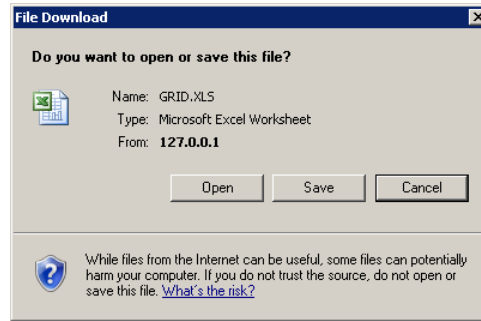 File Download
Do you want to open or save this file?
Name: GRID.XLS
Type: Microsoft Excel Worksheet
From: 127.0.0.1
Open Save Cancel
While files from the Internet can be useful, some files can potentially
harm your computer. If you do not trust the source, do not open or
save this file. What's the risk?